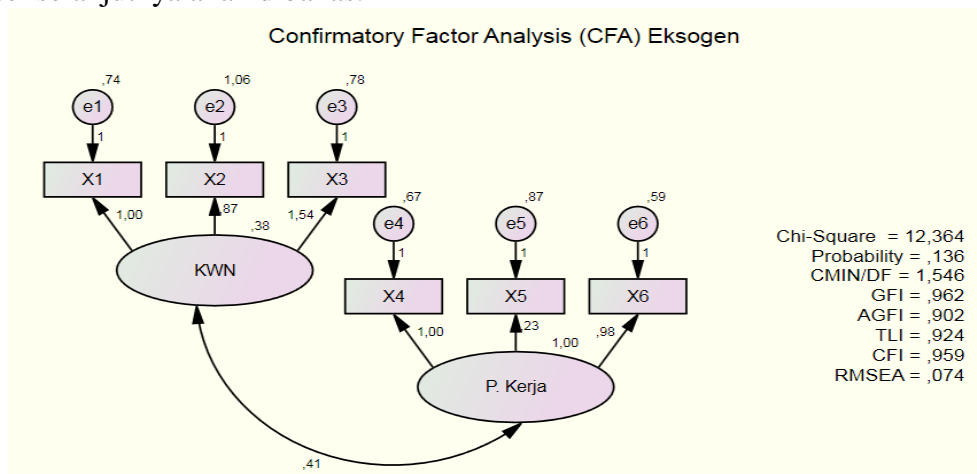 Confirmatory Factor Analysis (CFA) Eksogen
,74 1,06 ,78
e1 e2 e3
1 1 1
X1 X2 X3
1,00 ,87 1,54
,38
KWN
,67 ,87 ,59
e4 e5 e6
1 1 1
X4 X5 X6
1,00 ,23 ,98
1,00
P. Kerja
,41
Chi-Square = 12,364
Probability = ,136
CMIN/DF = 1,546
GFI = ,962
AGFI = ,902
TLI = ,924
CFI = ,959
RMSEA = ,074